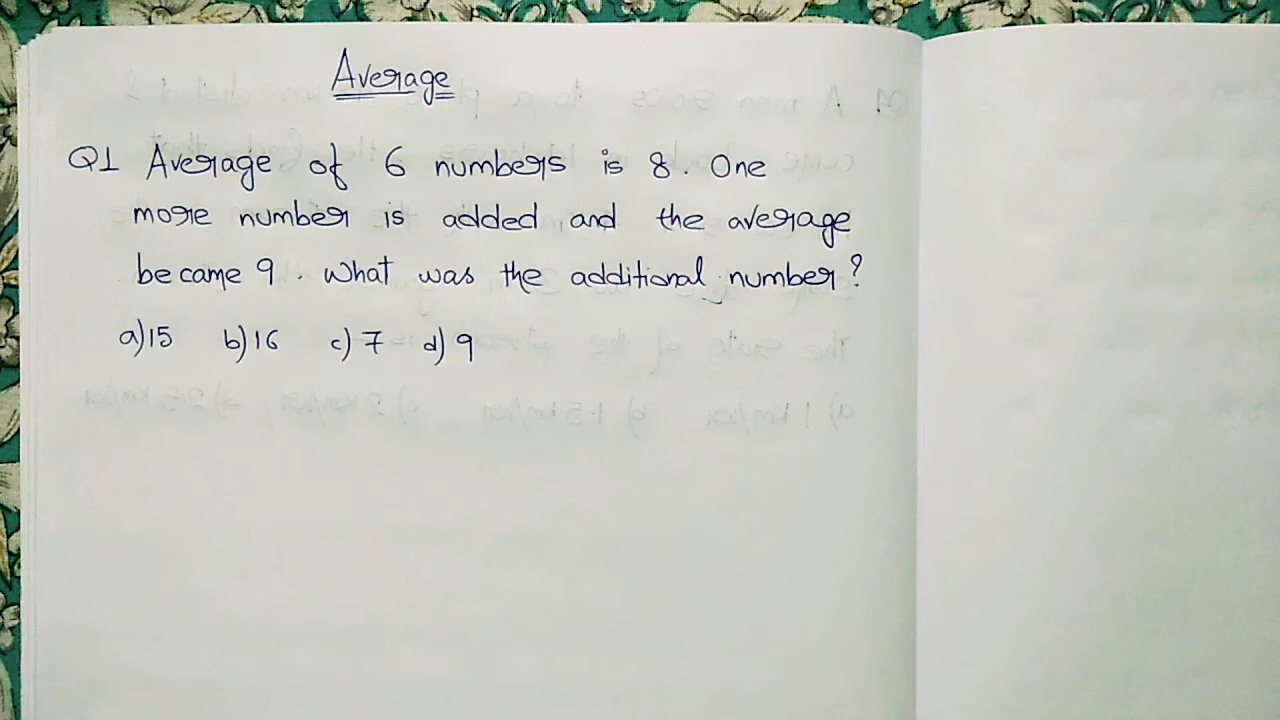 Average
Q1 Average of 6 numbers is 8. One
more number is added and the average
became 9. What was the additional number?
a) 15 b) 16 c) 7 d) 9